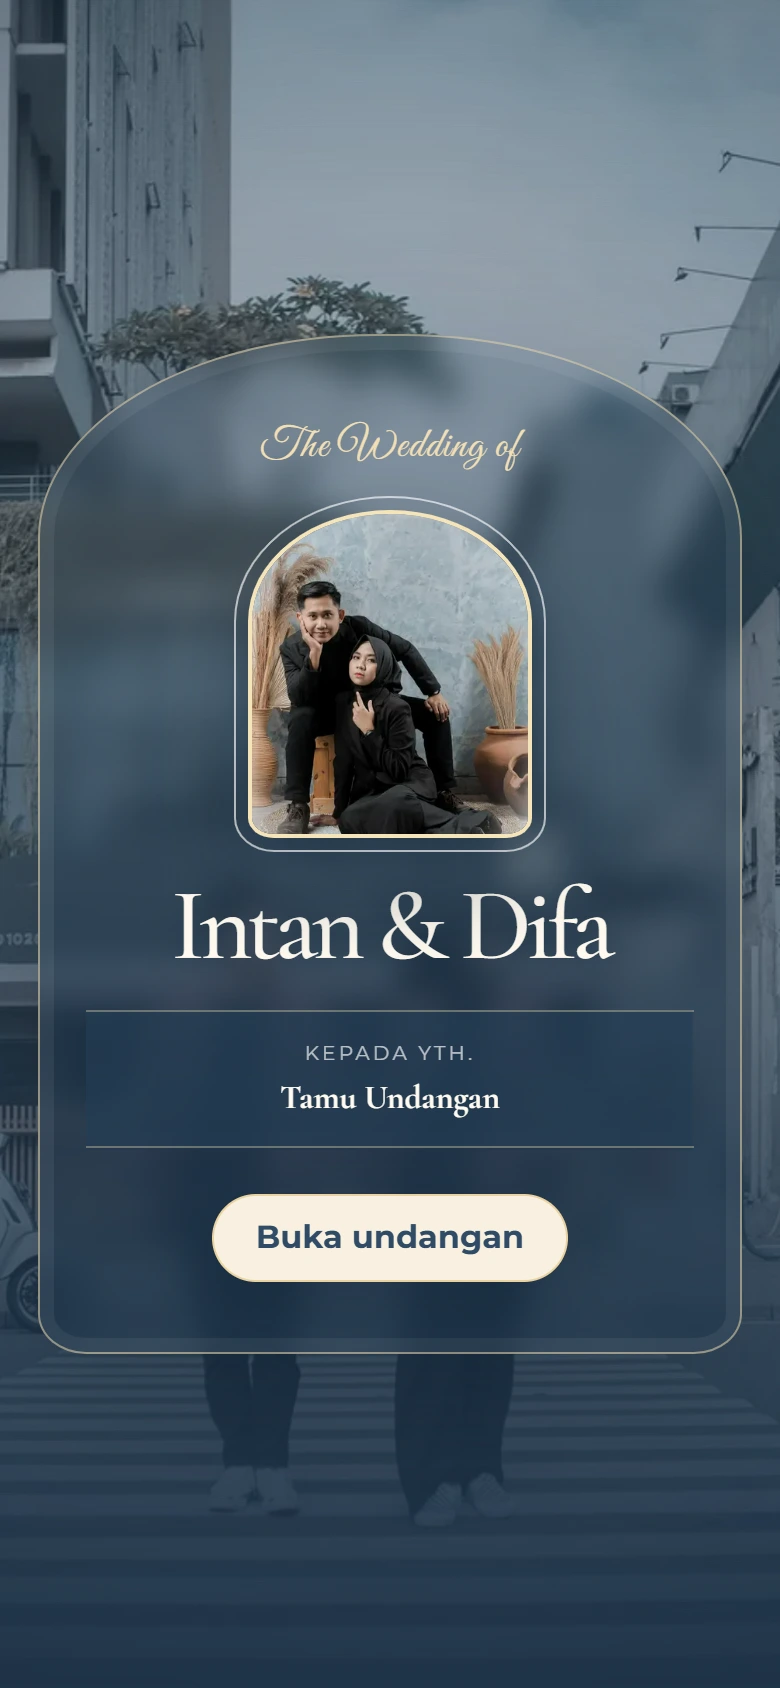 The Wedding of
Intan & Difa
KEPADA YTH.
Tamu Undangan
Buka undangan